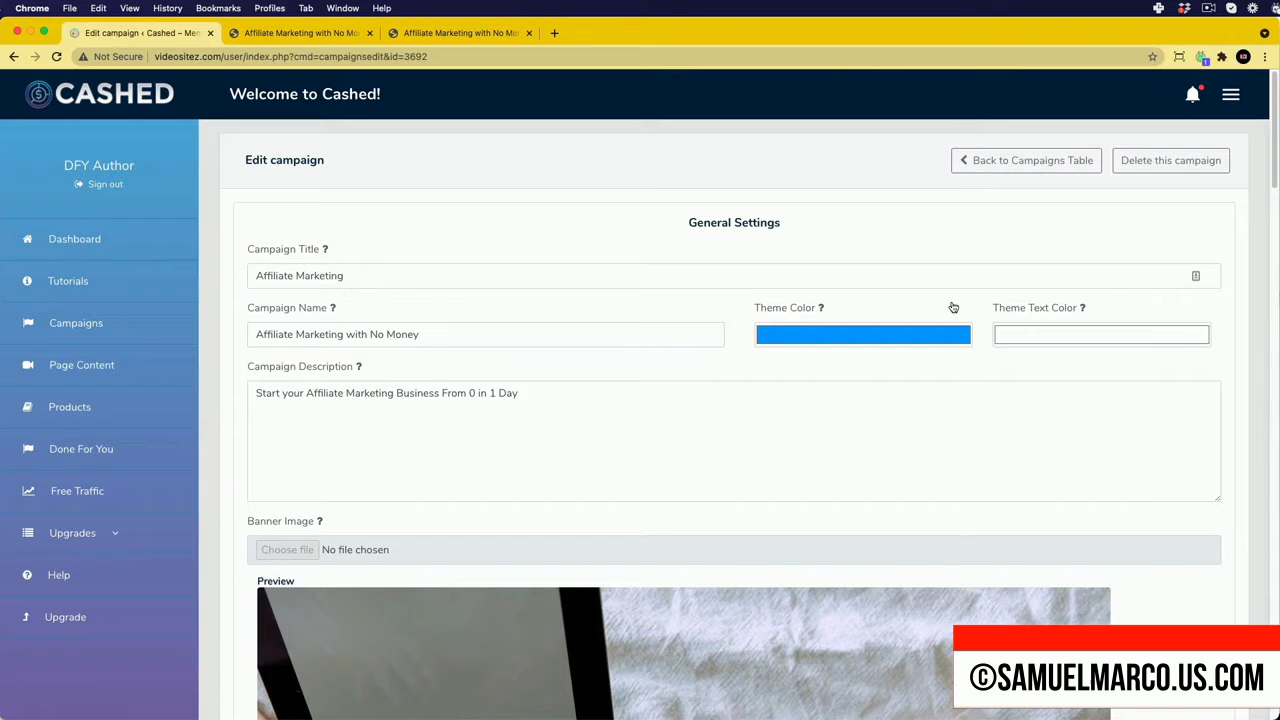 Chrome File Edit View History Bookmarks Profiles Tab Window Help
Edit campaign ‹ Cashed – Mem
Affiliate Marketing with No Mo
Affiliate Marketing with No Mo
Not Secure videositez.com/user/index.php?cmd=campaignsedit&id=3692
CASHED
Welcome to Cashed!
DFY Author
Sign out
Dashboard
Tutorials
Campaigns
Page Content
Products
Done For You
Free Traffic
Upgrades
Help
Upgrade
Edit campaign
Back to Campaigns Table
Delete this campaign
General Settings
Campaign Title ?
Affiliate Marketing
Campaign Name ?
Theme Color ?
Theme Text Color ?
Affiliate Marketing with No Money
Campaign Description ?
Start your Affiliate Marketing Business From 0 in 1 Day
Banner Image ?
Choose file No file chosen
Preview
©SAMUELMARCO.US.COM